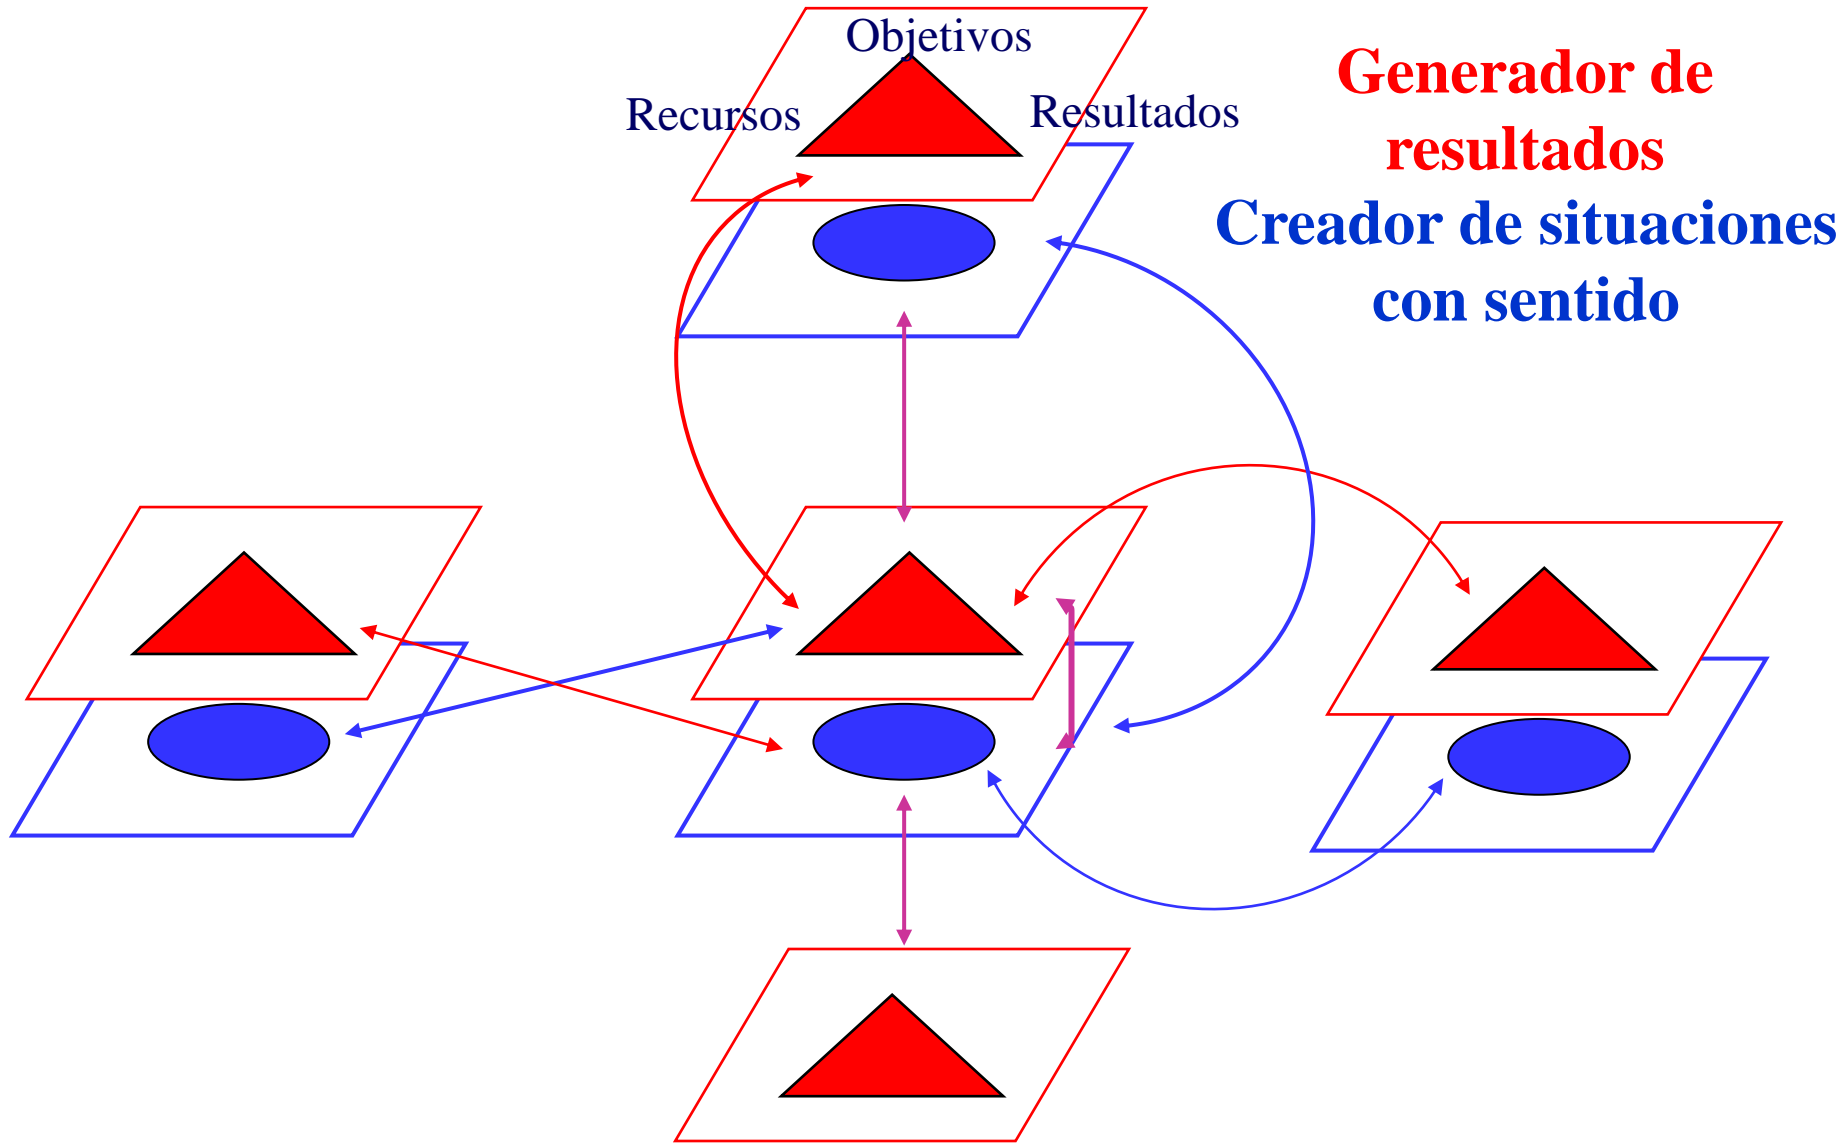 Objetivos
Recursos
Resultados
Generador de
resultados
Creador de situaciones
con sentido